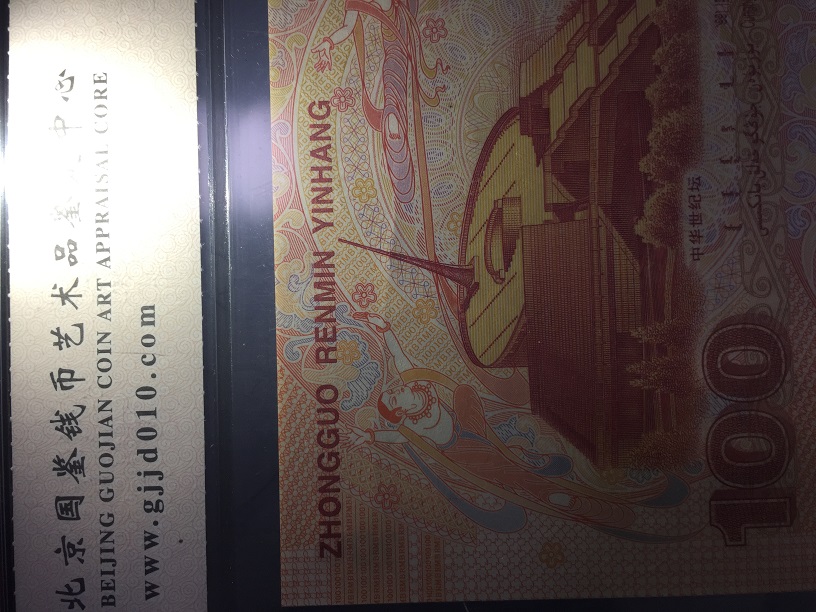 北京国鉴钱币艺术品鉴定中心
BEIJING GUOJIAN COIN ART APPRAISAL CORE
www.gjjd010.com
ZHONGGUO RENMIN YINHANG
中华世纪坛
100